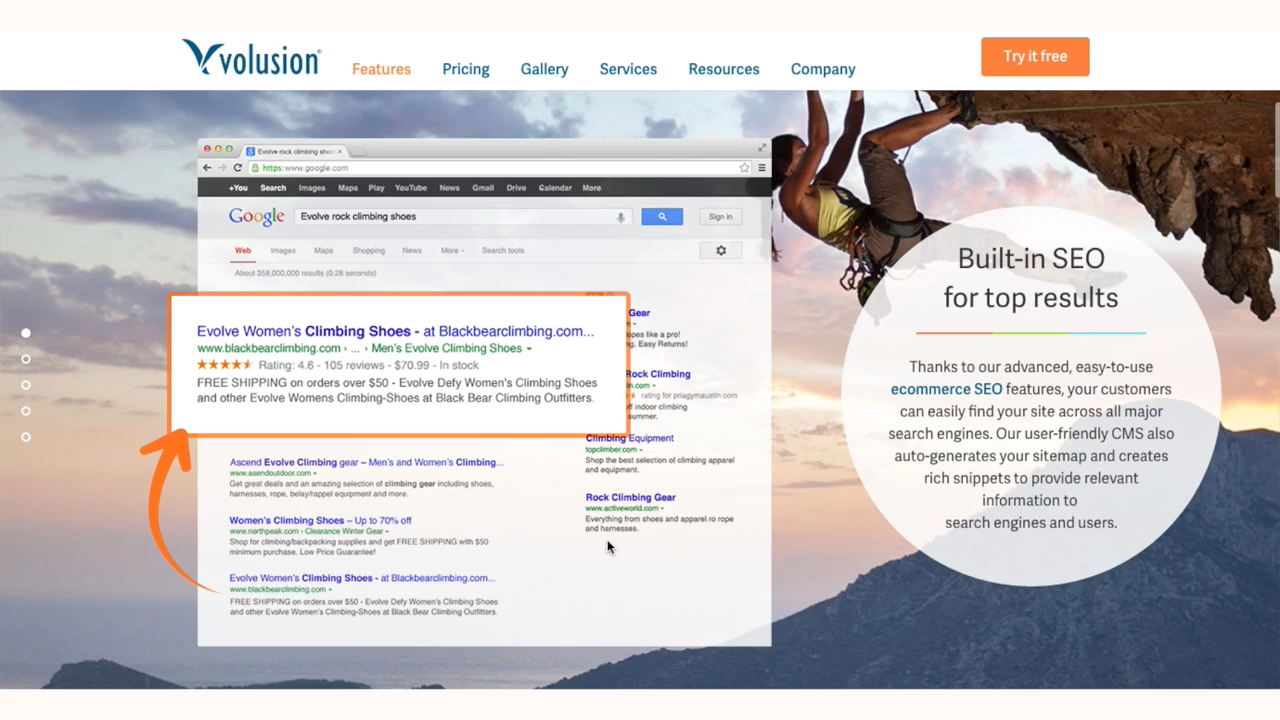 volusion
Features
Pricing
Gallery
Services
Resources
Company
Try it free
Evolve rock climbing sho
https:www.google.com
+You Search Images Maps Play YouTube News Gmail Drive Calendar More
Google
Evolve rock climbing shoes
Sign in
Web Images Maps Shopping News More Search tools
About 358,000,000 results (0.28 seconds)
Evolve Women's Climbing Shoes - at Blackbearclimbing.com...
www.blackbearclimbing.com › ... › Men's Evolve Climbing Shoes
Rating: 4.6 - 105 reviews - $70.99 - In stock
FREE SHIPPING on orders over $50 - Evolve Defy Women's Climbing Shoes
and other Evolve Womens Climbing-Shoes at Black Bear Climbing Outfitters.
Ascend Evolve Climbing gear – Men's and Women's Climbing...
www.asendoutdoor.com
Get great deals and an amazing selection of climbing gear including shoes,
harnesses, rope, belay/rappel equipment and more.
Women's Climbing Shoes – Up to 70% off
www.northpeak.com › Clearance Winter Gear
Shop for climbing/backpacking supplies and get FREE SHIPPING with $50
minimum purchase. Low Price Guarantee!
Evolve Women's Climbing Shoes - at Blackbearclimbing.com...
www.blackbearclimbing.com
FREE SHIPPING on orders over $50 - Evolve Defy Women's Climbing Shoes
and other Evolve Women's Climbing-Shoes at Black Bear Climbing Outfitters.
Gear
opes like a pro!
ng. Easy Returns!
Rock Climbing
in.com
rating for priagymaustin.com
ff indoor climbing
summer.
Climbing Equipment
topclimber.com
Shop the best selection of climbing apparel
and equipment,
Rock Climbing Gear
www.activeworld.com
Everything from shoes and apparel ro rope
and harnesses.
Built-in SEO
for top results
Thanks to our advanced, easy-to-use
ecommerce SEO features, your customers
can easily find your site across all major
search engines. Our user-friendly CMS also
auto-generates your sitemap and creates
rich snippets to provide relevant
information to
search engines and users.